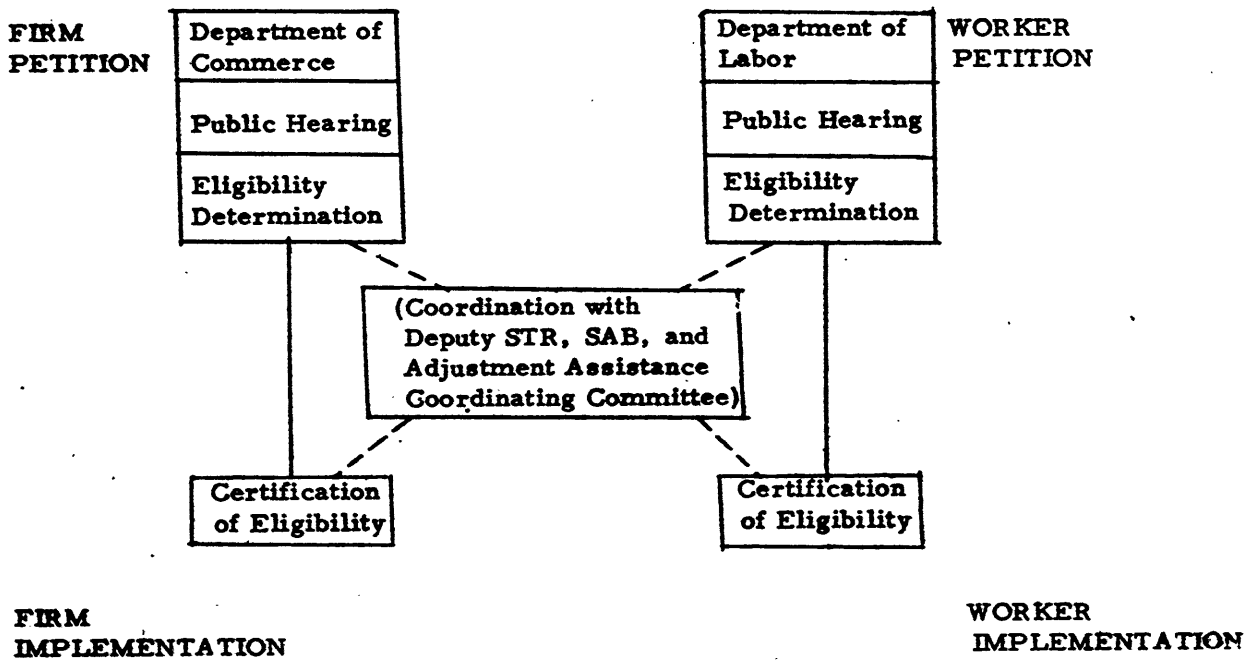 FIRM
PETITION
Department of
Commerce
Public Hearing
Eligibility
Determination
Department of
Labor
Public Hearing
Eligibility
Determination
WORKER
PETITION
(Coordination with
Deputy STR, SAB, and
Adjustment Assistance
Goordinating Committee)
Certification
of Eligibility
Certification
of Eligibility
FIRM
IMPLEMENTATION
WORKER
IMPLEMENTATION